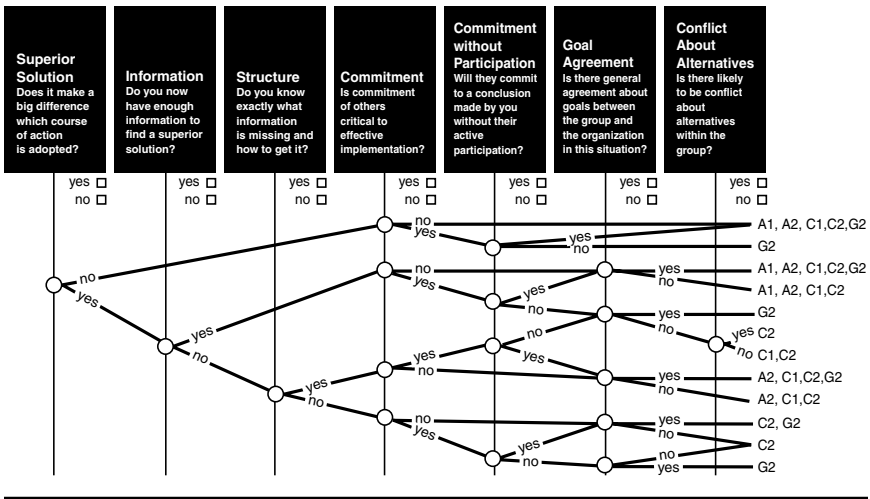 Superior
Solution
Does it make a
big difference
which course
of action
is adopted?
Information
Do you now
have enough
information to
find a superior
solution?
Structure
Do you know
exactly what
information
is missing and
how to get it?
Commitment
Is commitment
of others
critical to
effective
implementation?
Commitment
without
Participation
Will they commit
to a conclusion
made by you
without their
active
participation?
Goal
Agreement
Is there general
agreement about
goals between
the group and
the organization
in this situation?
Conflict
About
Alternatives
Is there likely
to be conflict
about
alternatives
within the
group?
yes yes yes yes yes yes yes
no no no no no no no
no
yes
yes
no
A1, A2, C1,C2,G2
G2
no
yes
no
yes
yes
no
yes
no
A1, A2, C1,C2,G2
A1, A2, C1,C2
yes
no
yes
no
G2
yes
no
C2
C1,C2
yes
no
yes
no
no
yes
yes
no
A2, C1,C2,G2
A2, C1,C2
no
yes
yes
no
yes
no
C2, G2
C2
no
yes
G2